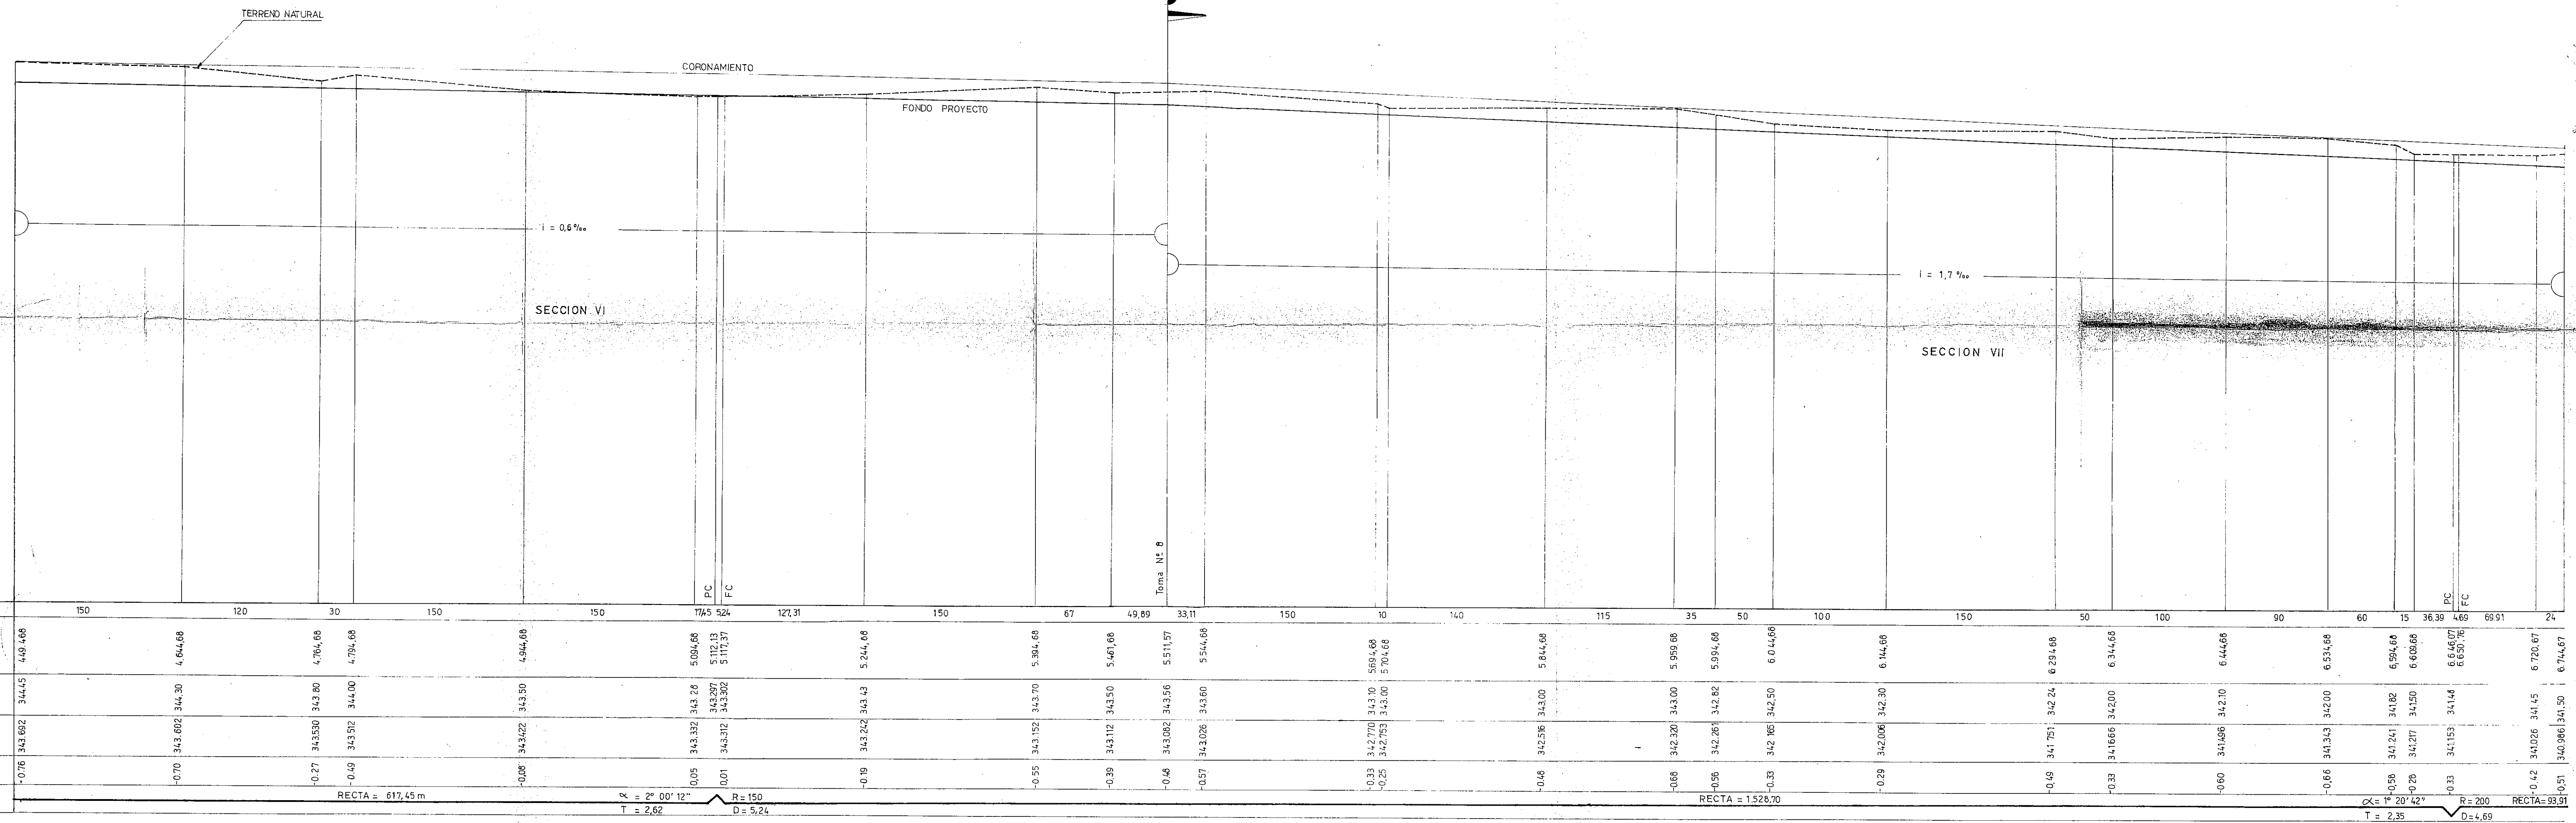 TERRENO NATURAL
CORONAMIENTO
FONDO PROYECTO
i = 0,6 ‰
i = 1,7 ‰
SECCION VI
SECCION VII
Toma Nº 8
PC
FC
PC
FC
150 120 30 150 150 17,45 5,24 127,31 150 67 49,89 33,11 150 10 140 115 35 50 100 150 50 100 90 60 15 36,39 4,69 69,91 24
449.468 4.644,68 4.764,68 4.794,68 4.944,68 5.094,68 5.112,13 5.117,37 5.244,68 5.394,68 5.461,68 5.511,57 5.544,68 5.694,68 5.704,68 5.844,68 5.959,68 5.994,68 6.044,68 6.144,68 6.294,68 6.344,68 6.444,68 6.534,68 6.594,68 6.609,68 6.646,07 6.650,76 6.720,67 6.744,67
344.45 344.30 343.80 344.00 343.50 343.28 343.297 343.302 343.43 343.70 343.50 343.56 343.60 343.10 343.00 343.00 343.00 342.82 342.50 342.30 342.24 342.00 342.10 342.00 341.82 341.50 341.48 341.45 341.50
343.692 343.602 343.530 343.512 343.422 343.332 343.312 343.242 343.152 343.112 343.082 343.026 342.770 342.753 342.516 342.320 342.261 342.165 342.006 341.751 341.666 341.496 341.343 341.241 341.217 341.153 341.026 340.986
-0.76 -0.70 -0.27 -0.49 -0.08 0,05 0,01 -0.19 -0.55 -0.39 -0.48 -0.57 -0.33 -0.25 -0.48 -0.68 -0.56 -0.33 -0.29 -0.49 -0.33 -0.60 -0,66 -0,58 -0.28 -0.33 -0.42 -0.51
RECTA = 617,45 m
α = 2° 00' 12"
R = 150
T = 2,62
D = 5,24
RECTA = 1.528,70
α = 1° 20' 42"
R = 200
RECTA = 93,91
T = 2,35
D = 4,69